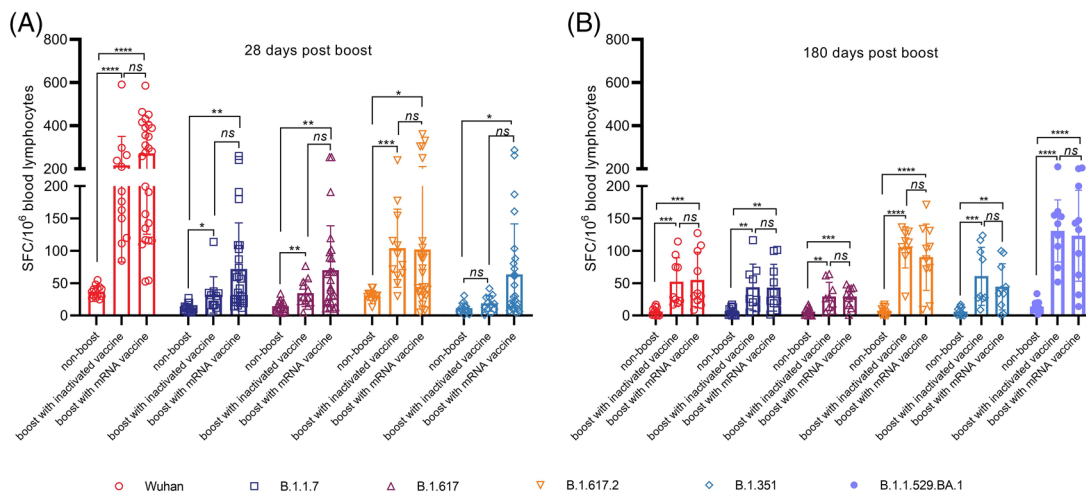 (A)
28 days post boost
SFC/10⁶ blood lymphocytes
800
600
400
200
200
150
100
50
0
**** ns ****
* ns **
** ns **
*** ns *
ns ns *
non-boost
boost with inactivated vaccine
boost with mRNA vaccine
non-boost
boost with inactivated vaccine
boost with mRNA vaccine
non-boost
boost with inactivated vaccine
boost with mRNA vaccine
non-boost
boost with inactivated vaccine
boost with mRNA vaccine
non-boost
boost with inactivated vaccine
boost with mRNA vaccine
(B)
180 days post boost
SFC/10⁶ blood lymphocytes
800
600
400
200
200
150
100
50
0
*** ns ***
** ns **
** ns ***
**** ns ****
*** ns **
**** ns ****
non-boost
boost with inactivated vaccine
boost with mRNA vaccine
non-boost
boost with inactivated vaccine
boost with mRNA vaccine
non-boost
boost with inactivated vaccine
boost with mRNA vaccine
non-boost
boost with inactivated vaccine
boost with mRNA vaccine
non-boost
boost with inactivated vaccine
boost with mRNA vaccine
non-boost
boost with inactivated vaccine
boost with mRNA vaccine
Wuhan B.1.1.7 B.1.617 B.1.617.2 B.1.351 B.1.1.529.BA.1